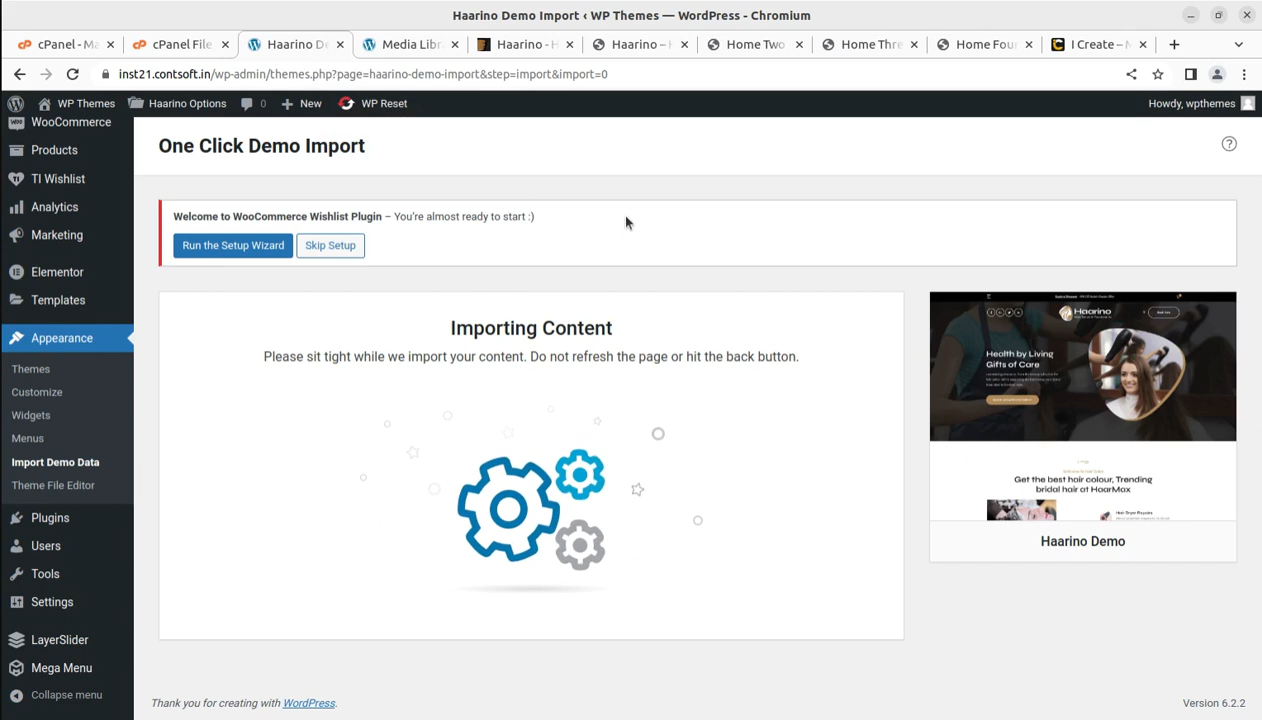 Haarino Demo Import ‹ WP Themes — WordPress - Chromium
cPanel - Ma
cPanel File
Haarino D
Media Libr
Haarino - H
Haarino –
Home Two
Home Thre
Home Four
I Create –
inst21.contsoft.in/wp-admin/themes.php?page=haarino-demo-import&step=import&import=0
WP Themes
Haarino Options
0
New
WP Reset
Howdy, wpthemes
WooCommerce
Products
TI Wishlist
Analytics
Marketing
Elementor
Templates
Appearance
Themes
Customize
Widgets
Menus
Import Demo Data
Theme File Editor
Plugins
Users
Tools
Settings
LayerSlider
Mega Menu
Collapse menu
One Click Demo Import
Welcome to WooCommerce Wishlist Plugin – You're almost ready to start :)
Run the Setup Wizard
Skip Setup
Importing Content
Please sit tight while we import your content. Do not refresh the page or hit the back button.
Haarino
Health by Living
Gifts of Care
Get the best hair colour, Trending
bridal hair at HaarMax
Haarino Demo
Thank you for creating with WordPress.
Version 6.2.2